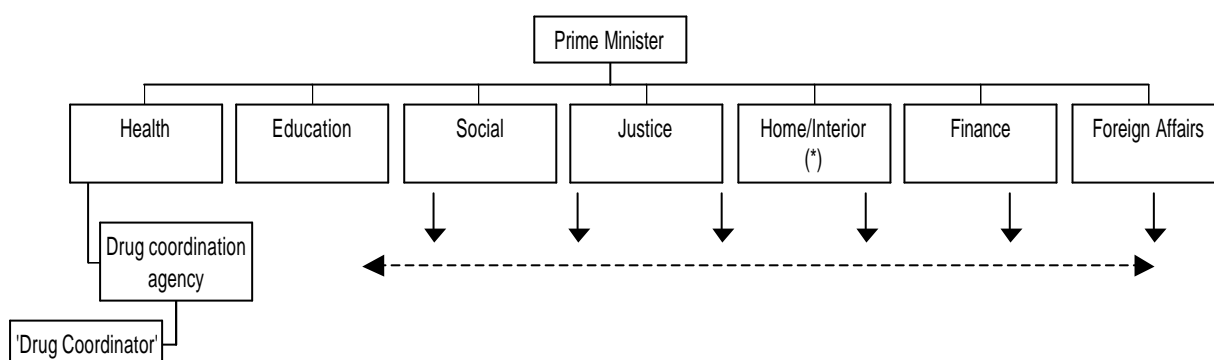 Prime Minister
Health
Education
Social
Justice
Home/Interior
(*)
Finance
Foreign Affairs
Drug coordination
agency
'Drug Coordinator'